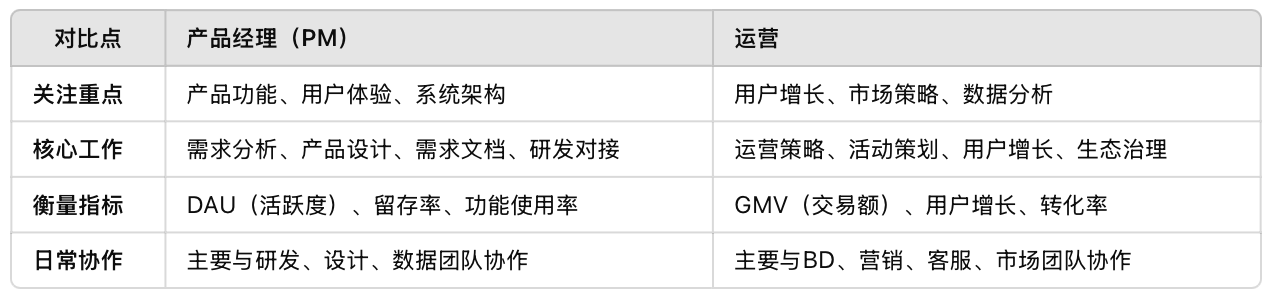 对比点 产品经理（PM） 运营
关注重点 产品功能、用户体验、系统架构 用户增长、市场策略、数据分析
核心工作 需求分析、产品设计、需求文档、研发对接 运营策略、活动策划、用户增长、生态治理
衡量指标 DAU（活跃度）、留存率、功能使用率 GMV（交易额）、用户增长、转化率
日常协作 主要与研发、设计、数据团队协作 主要与BD、营销、客服、市场团队协作